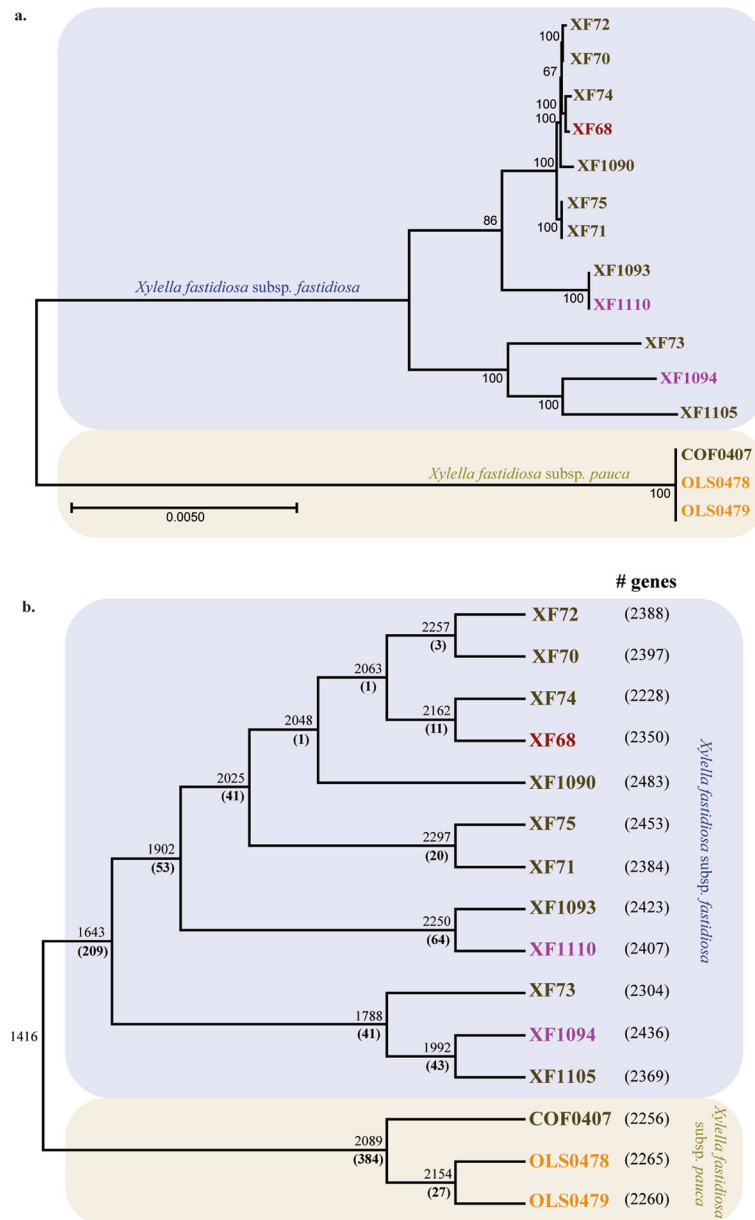 a.
XF72
100
XF70
67
XF74
100
100
XF68
XF1090
100
XF75
86
XF71
100
XF1093
Xylella fastidiosa subsp. fastidiosa
100
XF1110
XF73
XF1094
100
100
XF1105
COF0407
Xylella fastidiosa subsp. pauca
OLS0478
100
OLS0479
0.0050
b.
# genes
XF72 (2388)
2257
(3)
XF70 (2397)
2063
(1)
XF74 (2228)
2162
(11)
XF68 (2350)
2048
(1)
XF1090 (2483)
2025
(41)
XF75 (2453)
2297
(20)
XF71 (2384)
1902
(53)
XF1093 (2423)
2250
(64)
XF1110 (2407)
1643
(209)
XF73 (2304)
1788
(41)
XF1094 (2436)
1992
(43)
XF1105 (2369)
Xylella fastidiosa subsp. fastidiosa
1416
COF0407 (2256)
2089
(384)
OLS0478 (2265)
2154
(27)
OLS0479 (2260)
Xylella fastidiosa
subsp. pauca